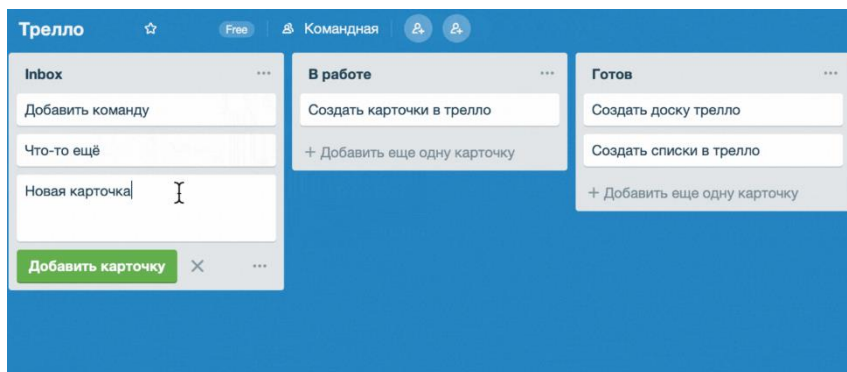 Трелло
Free
Командная
Inbox
Добавить команду
Что-то ещё
Новая карточка
Добавить карточку
В работе
Создать карточки в трелло
+ Добавить еще одну карточку
Готов
Создать доску трелло
Создать списки в трелло
+ Добавить еще одну карточку